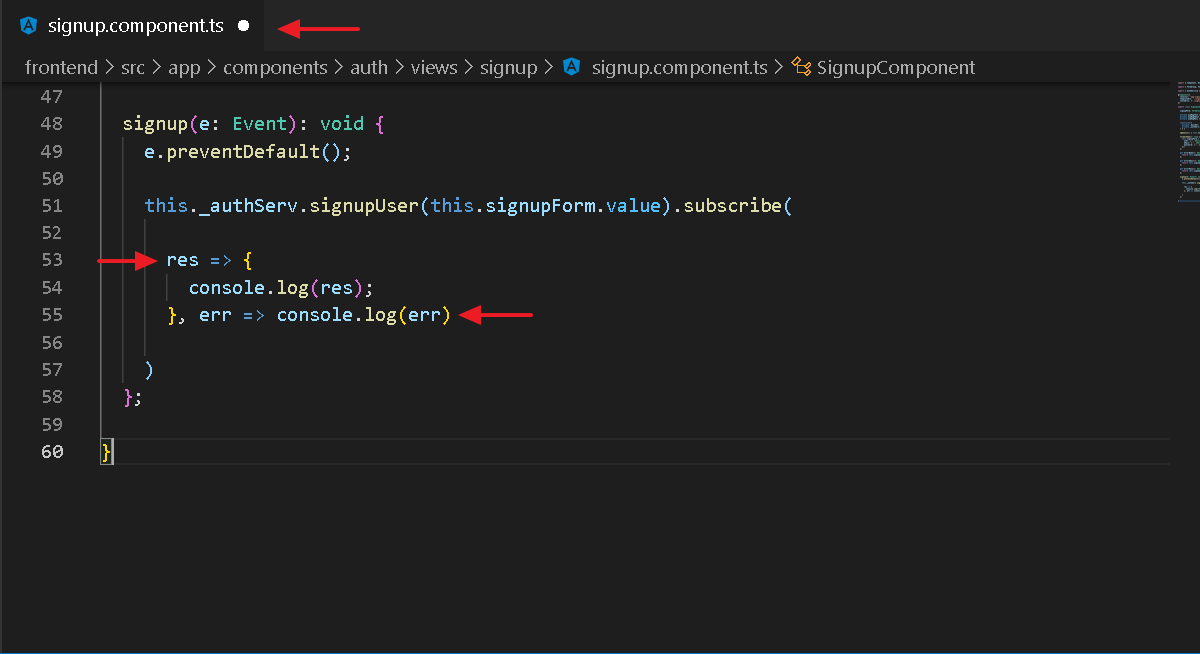 signup.component.ts
frontend > src > app > components > auth > views > signup > signup.component.ts > SignupComponent
47
48 signup(e: Event): void {
49 e.preventDefault();
50
51 this._authServ.signupUser(this.signupForm.value).subscribe(
52
53 res => {
54 console.log(res);
55 }, err => console.log(err)
56
57 )
58 };
59
60 }